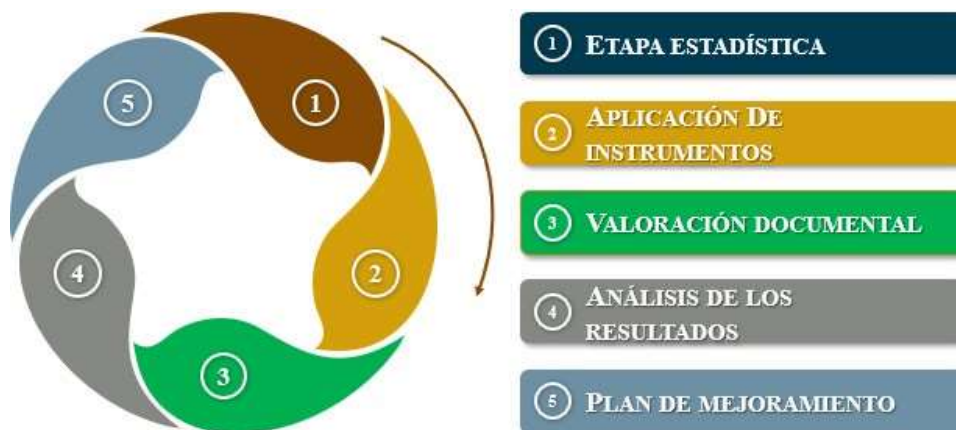 1
2
3
4
5
1 ETAPA ESTADÍSTICA
2 APLICACIÓN DE
INSTRUMENTOS
3 VALORACIÓN DOCUMENTAL
4 ANÁLISIS DE LOS
RESULTADOS
5 PLAN DE MEJORAMIENTO